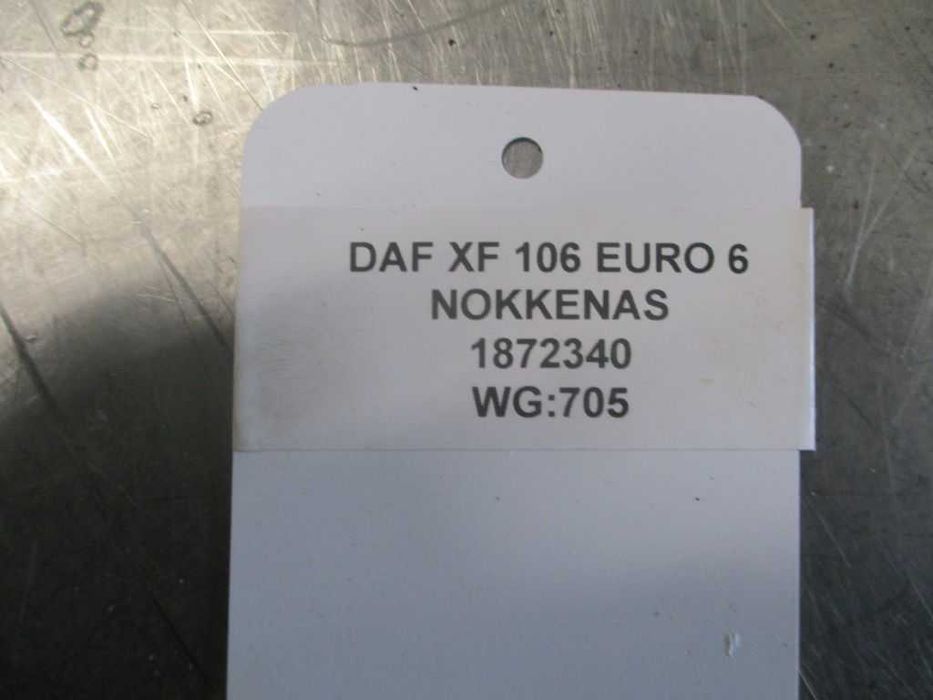 DAF XF 106 EURO 6
NOKKENAS
1872340
WG:705